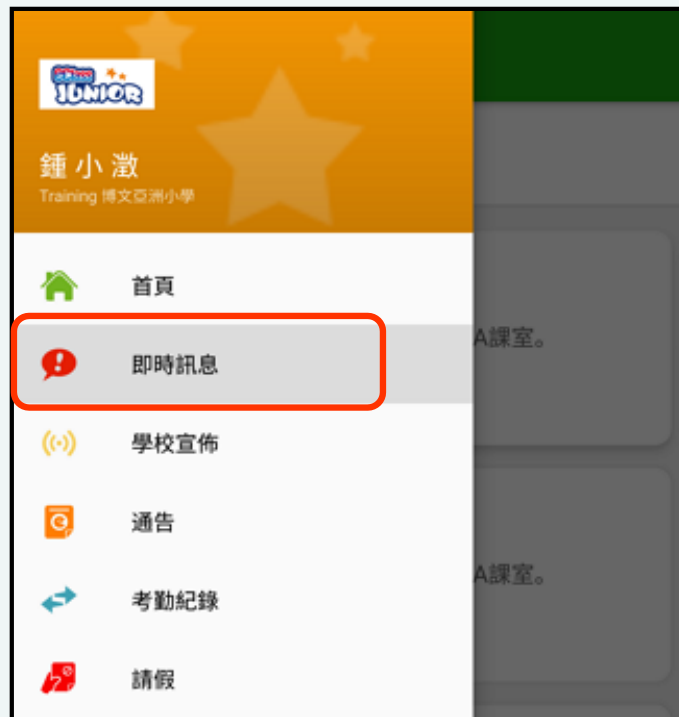 JUNIOR
鍾小澂
Training 博文亞洲小學
首頁
即時訊息
A課室。
學校宣佈
通告
A課室。
考勤紀錄
請假